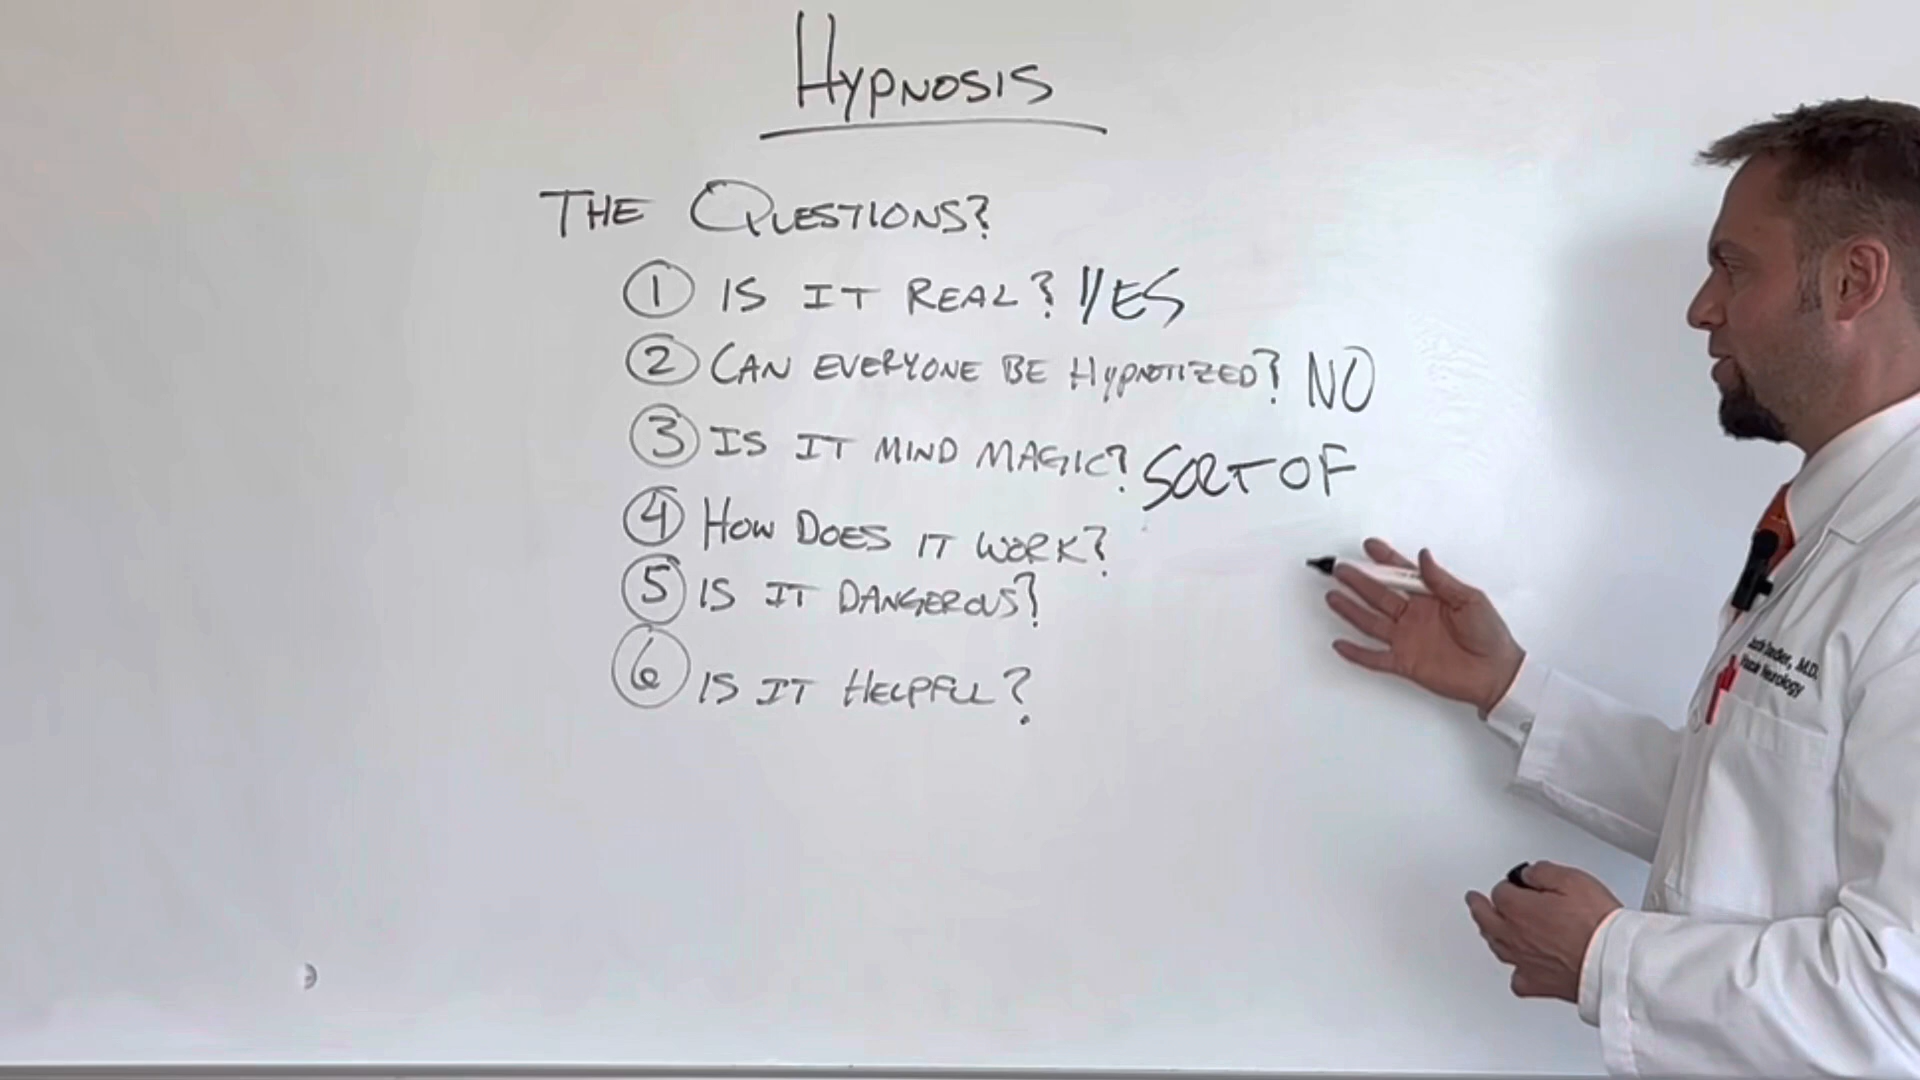 Hypnosis
THE QUESTIONS?
1 IS IT REAL? YES
2 CAN EVERYONE BE HypNOTIZED? NO
3 IS IT MIND MAGIC? SORT OF
4 HOW DOES IT WORK?
5 IS IT DANGEROUS?
6 IS IT HELPFUL?
M.D.
Neurology